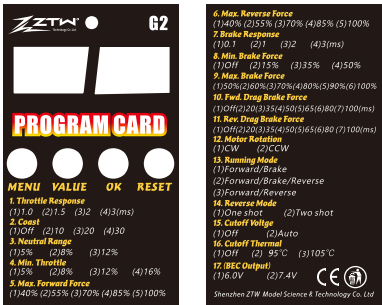 ZTW
Technology Co. Ltd.
G2
PROGRAM CARD
MENU VALUE OK RESET
1. Throttle Response
(1)1.0 (2)1.5 (3)2 (4)3(ms)
2. Coast
(1)Off (2)10 (3)20 (4)30
3. Neutral Range
(1)5% (2)8% (3)12%
4. Min. Throttle
(1)5% (2)8% (3)12% (4)16%
5. Max. Forward Force
(1)40% (2)55% (3)70% (4)85% (5)100%
6. Max. Reverse Force
(1)40% (2)55% (3)70% (4)85% (5)100%
7. Brake Response
(1)0.1 (2)1 (3)2 (4)3(ms)
8. Min. Brake Force
(1)Off (2)15% (3)35% (4)50%
9. Max. Brake Force
(1)50%(2)60%(3)70%(4)80%(5)90%(6)100%
10. Fwd. Drag Brake Force
(1)Off(2)20(3)35(4)50(5)65(6)80(7)100(ms)
11. Rev. Drag Brake Force
(1)Off(2)20(3)35(4)50(5)65(6)80 (7)100(ms)
12. Motor Rotation
(1)CW (2)CCW
13. Running Mode
(1)Forward/Brake
(2)Forward/Brake/Reverse
(3)Forward/Reverse
14. Reverse Mode
(1)One shot (2)Two shot
15. Cutoff Voltge
(1)Off (2)Auto
16. Cutoff Thermal
(1)Off (2) 95℃ (3)105℃
17. (BEC Output)
(1)6.0V (2)7.4V
CE
Shenzhen ZTW Model Science & Technology Co. Ltd